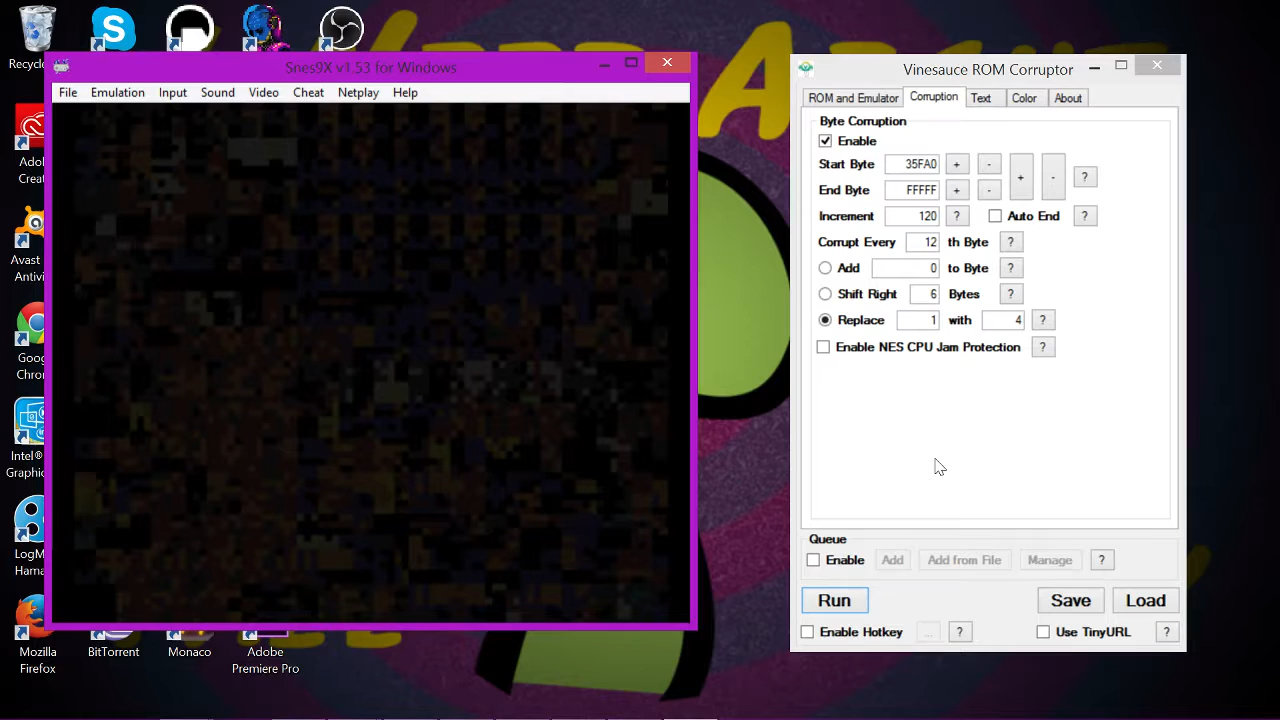 Recycle
Snes9X v1.53 for Windows
File Emulation Input Sound Video Cheat Netplay Help
Adob
Creat
Avast
Antivi
Goog
Chron
Intel®
Graphic
LogM
Hama
Mozilla
Firefox
BitTorrent
Monaco
Adobe
Premiere Pro
Vinesauce ROM Corruptor
ROM and Emulator Corruption Text Color About
Byte Corruption
Enable
Start Byte 35FA0 + - + - ?
End Byte FFFFF + -
Increment 120 ? Auto End ?
Corrupt Every 12 th Byte ?
Add 0 to Byte ?
Shift Right 6 Bytes ?
Replace 1 with 4 ?
Enable NES CPU Jam Protection ?
Queue
Enable Add Add from File Manage ?
Run Save Load
Enable Hotkey ... ? Use TinyURL ?